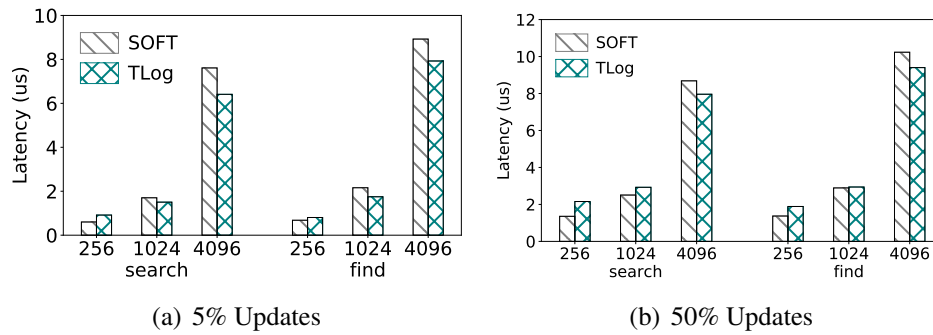 10
8
6
4
2
0
Latency (us)
SOFT
TLog
256 1024 4096 256 1024 4096
search find
(a) 5% Updates
12
10
8
6
4
2
0
Latency (us)
SOFT
TLog
256 1024 4096 256 1024 4096
search find
(b) 50% Updates